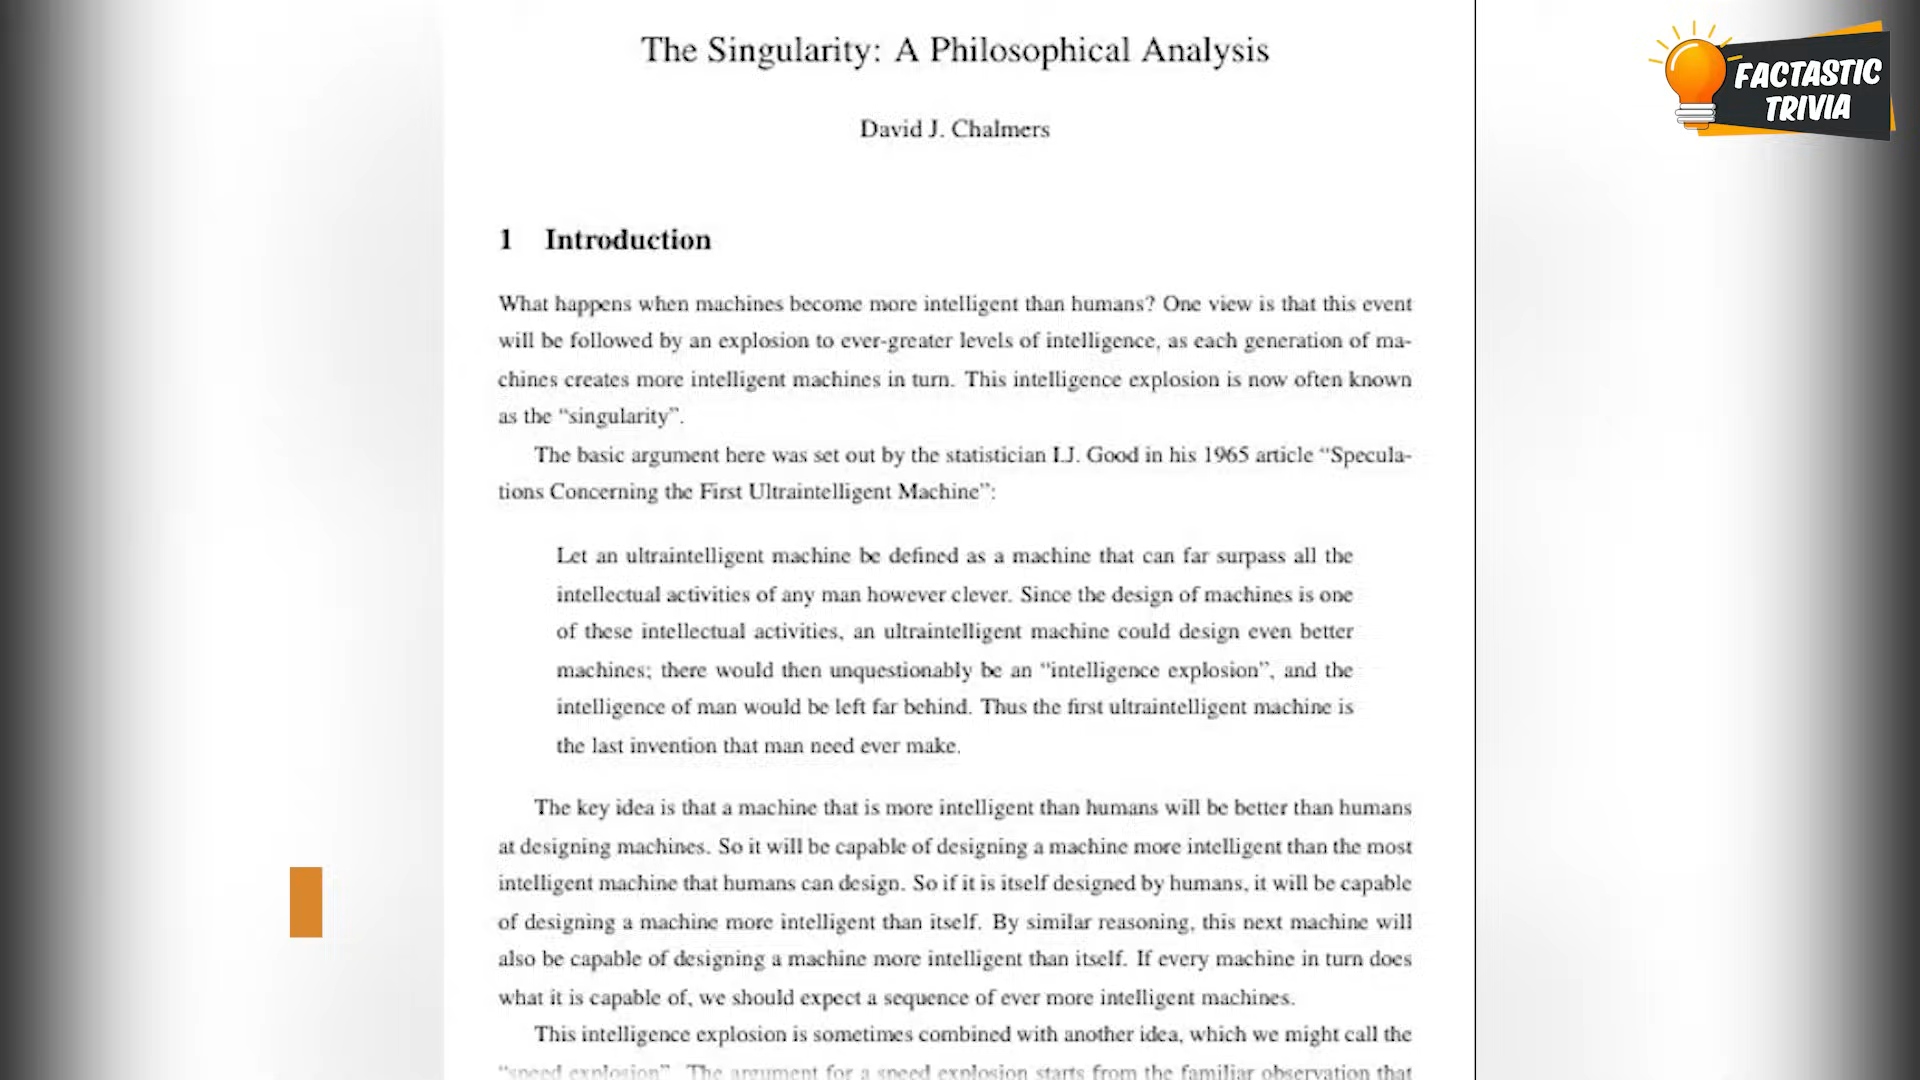 The Singularity: A Philosophical Analysis
FACTASTIC
TRIVIA
David J. Chalmers
1 Introduction
What happens when machines become more intelligent than humans? One view is that this event
will be followed by an explosion to ever-greater levels of intelligence, as each generation of ma-
chines creates more intelligent machines in turn. This intelligence explosion is now often known
as the “singularity”.
The basic argument here was set out by the statistician I.J. Good in his 1965 article “Specula-
tions Concerning the First Ultraintelligent Machine”:
Let an ultraintelligent machine be defined as a machine that can far surpass all the
intellectual activities of any man however clever. Since the design of machines is one
of these intellectual activities, an ultraintelligent machine could design even better
machines; there would then unquestionably be an “intelligence explosion”, and the
intelligence of man would be left far behind. Thus the first ultraintelligent machine is
the last invention that man need ever make.
The key idea is that a machine that is more intelligent than humans will be better than humans
at designing machines. So it will be capable of designing a machine more intelligent than the most
intelligent machine that humans can design. So if it is itself designed by humans, it will be capable
of designing a machine more intelligent than itself. By similar reasoning, this next machine will
also be capable of designing a machine more intelligent than itself. If every machine in turn does
what it is capable of, we should expect a sequence of ever more intelligent machines.
This intelligence explosion is sometimes combined with another idea, which we might call the
“speed explosion”. The argument for a speed explosion starts from the familiar observation that